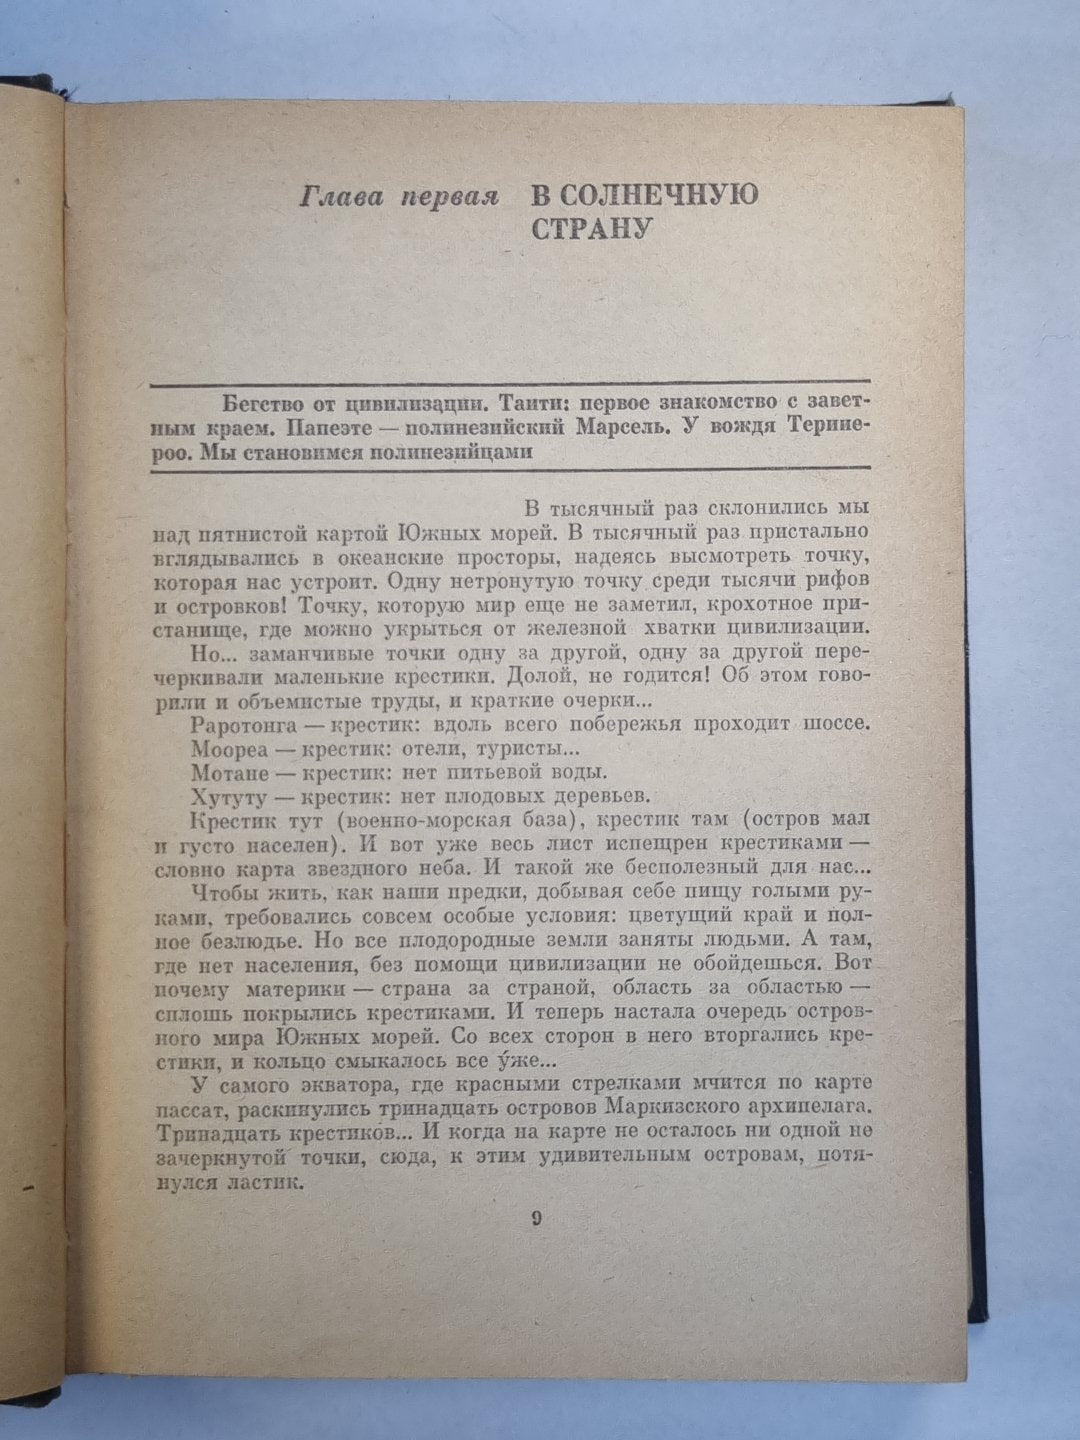 Глава первая В СОЛНЕЧНУЮ
СТРАНУ
Бегство от цивилизации. Таити: первое знакомство с завет-
ным краем. Папеэте — полинезийский Марсель. У вождя Терине-
роо. Мы становимся полинезийцами
В тысячный раз склонились мы
над пятнистой картой Южных морей. В тысячный раз пристально
вглядывались в океанские просторы, надеясь высмотреть точку,
которая нас устроит. Одну нетронутую точку среди тысячи рифов
и островков! Точку, которую мир еще не заметил, крохотное при-
станище, где можно укрыться от железной хватки цивилизации.
Но... заманчивые точки одну за другой, одну за другой пере-
черкивали маленькие крестики. Долой, не годится! Об этом гово-
рили и объемистые труды, и краткие очерки...
Раротонга — крестик: вдоль всего побережья проходит шоссе.
Моореа — крестик: отели, туристы...
Мотане — крестик: нет питьевой воды.
Хутуту — крестик: нет плодовых деревьев.
Крестик тут (военно-морская база), крестик там (остров мал
и густо населен). И вот уже весь лист испещрен крестиками —
словно карта звездного неба. И такой же бесполезный для нас...
Чтобы жить, как наши предки, добывая себе пищу голыми ру-
ками, требовались совсем особые условия: цветущий край и пол-
ное безлюдье. Но все плодородные земли заняты людьми. А там,
где нет населения, без помощи цивилизации не обойдешься. Вот
почему материки — страна за страной, область за областью —
сплошь покрылись крестиками. И теперь настала очередь остров-
ного мира Южных морей. Со всех сторон в него вторгались кре-
стики, и кольцо смыкалось все у́же...
У самого экватора, где красными стрелками мчится по карте
пассат, раскинулись тринадцать островов Маркизского архипелага.
Тринадцать крестиков... И когда на карте не осталось ни одной не
зачеркнутой точки, сюда, к этим удивительным островам, потя-
нулся ластик.
9